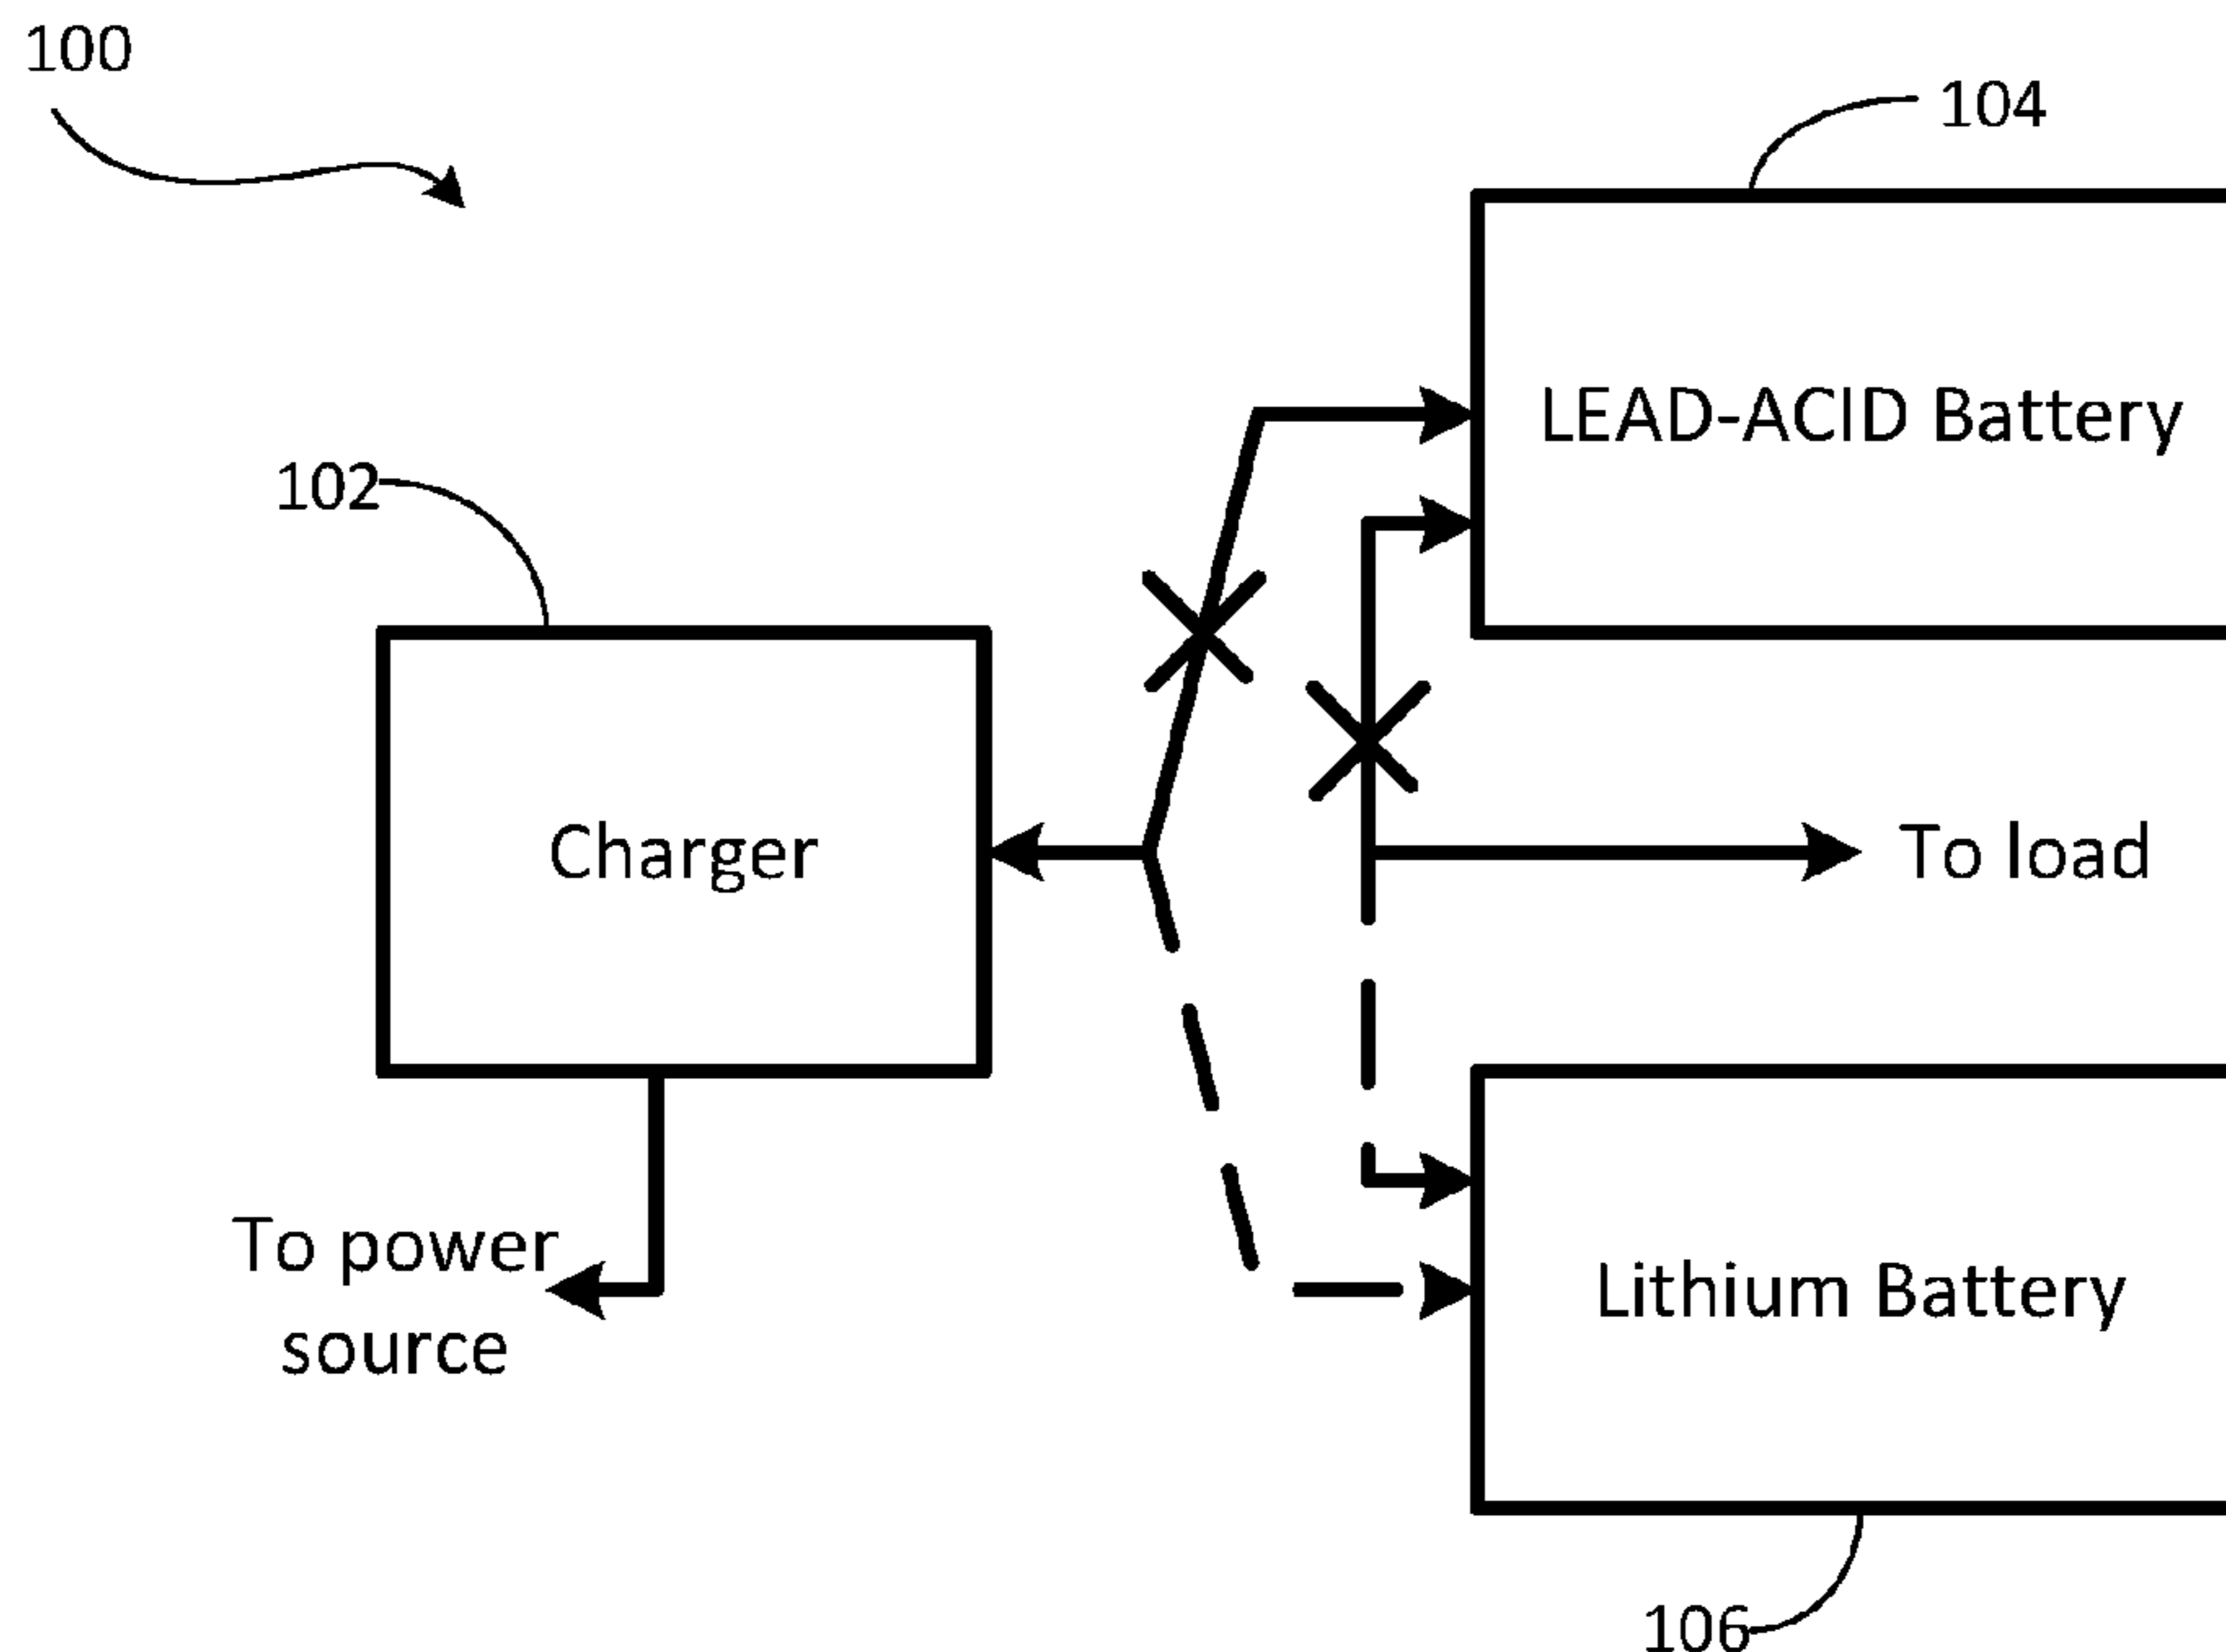 100
104
LEAD-ACID Battery
102
Charger
To load
To power
source
Lithium Battery
106